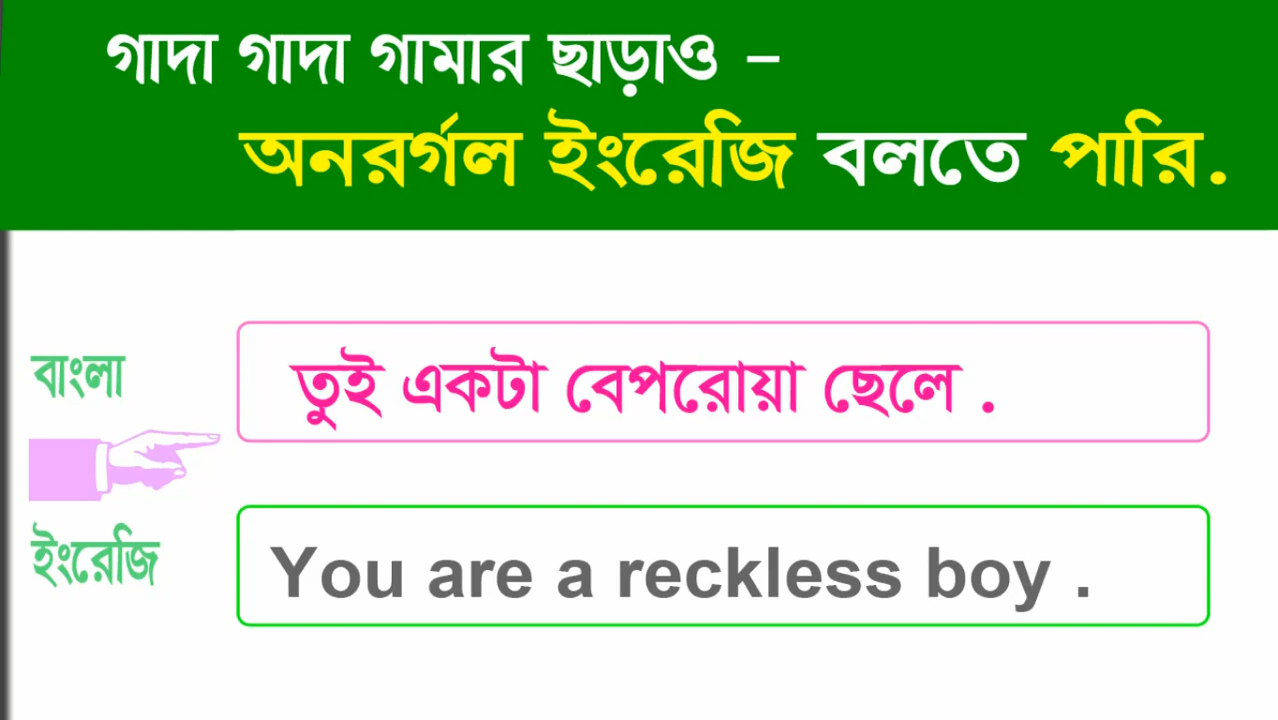 গাদা গাদা গামার ছাড়াও –
অনরর্গল ইংরেজি বলতে পারি.
বাংলা
তুই একটা বেপরোয়া ছেলে .
ইংরেজি
You are a reckless boy .